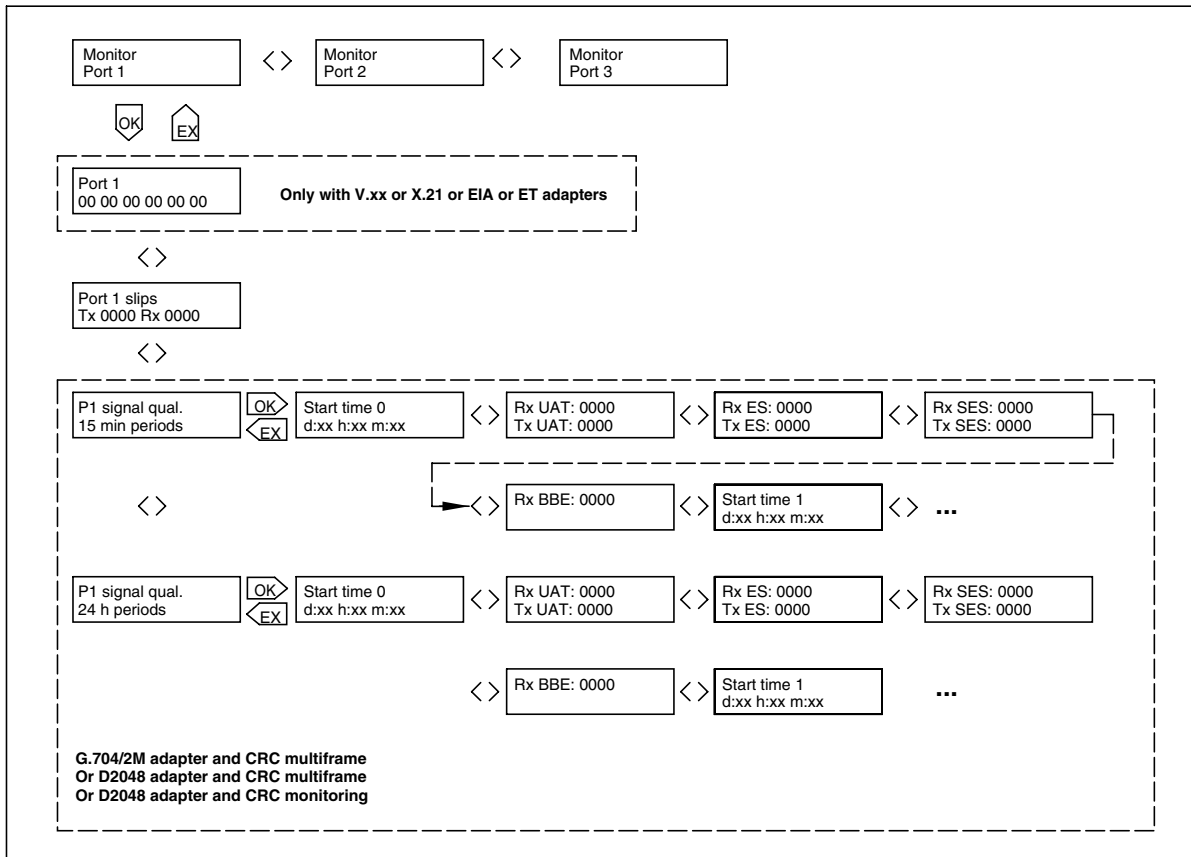 Monitor
Port 1
< >
Monitor
Port 2
< >
Monitor
Port 3
OK
EX
Port 1
00 00 00 00 00 00
Only with V.xx or X.21 or EIA or ET adapters
< >
Port 1 slips
Tx 0000 Rx 0000
< >
P1 signal qual.
15 min periods
OK
EX
Start time 0
d:xx h:xx m:xx
< >
Rx UAT: 0000
Tx UAT: 0000
< >
Rx ES: 0000
Tx ES: 0000
< >
Rx SES: 0000
Tx SES: 0000
< >
< >
Rx BBE: 0000
< >
Start time 1
d:xx h:xx m:xx
< >
...
P1 signal qual.
24 h periods
OK
EX
Start time 0
d:xx h:xx m:xx
< >
Rx UAT: 0000
Tx UAT: 0000
< >
Rx ES: 0000
Tx ES: 0000
< >
Rx SES: 0000
Tx SES: 0000
< >
Rx BBE: 0000
< >
Start time 1
d:xx h:xx m:xx
...
G.704/2M adapter and CRC multiframe
Or D2048 adapter and CRC multiframe
Or D2048 adapter and CRC monitoring